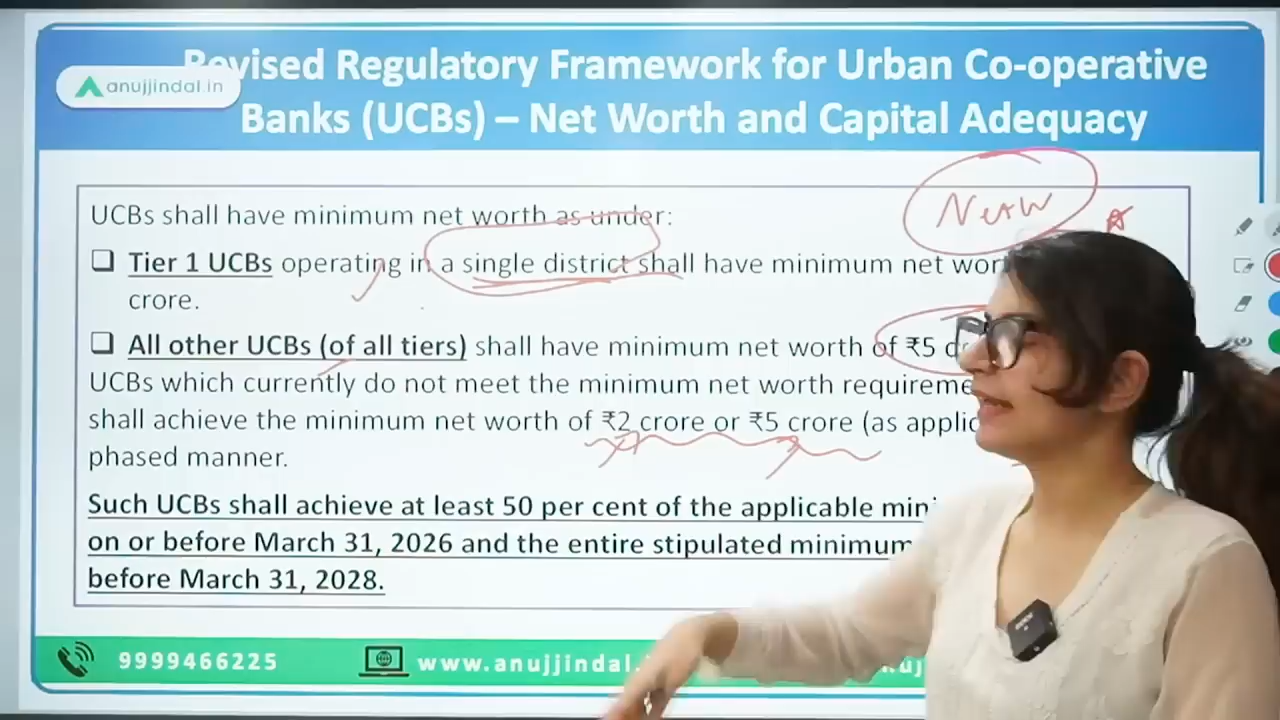 Revised Regulatory Framework for Urban Co-operative
anujjindal.in
Banks (UCBs) – Net Worth and Capital Adequacy
UCBs shall have minimum net worth as under:
Netw
❑ Tier 1 UCBs operating in a single district shall have minimum net wor
crore.
❑ All other UCBs (of all tiers) shall have minimum net worth of ₹5 c
UCBs which currently do not meet the minimum net worth requireme
shall achieve the minimum net worth of ₹2 crore or ₹5 crore (as applic
phased manner.
Such UCBs shall achieve at least 50 per cent of the applicable min
on or before March 31, 2026 and the entire stipulated minimum
before March 31, 2028.
9999466225
www.anujjindal.